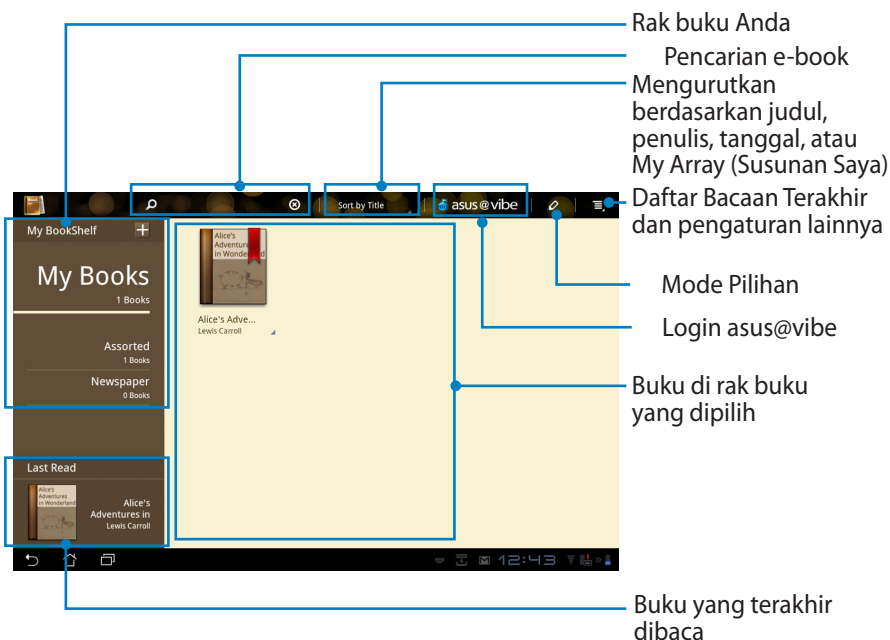 Rak buku Anda
Pencarian e-book
Mengurutkan
berdasarkan judul,
penulis, tanggal, atau
My Array (Susunan Saya)
Daftar Bacaan Terakhir
dan pengaturan lainnya
Mode Pilihan
Login asus@vibe
Buku di rak buku
yang dipilih
Buku yang terakhir
dibaca
Sort by Title
asus@vibe
My BookShelf
My Books
1 Books
Assorted
1 Books
Newspaper
0 Books
Alice's
Adventures
in Wonderland
Alice's Adve...
Lewis Carroll
Last Read
Alice's
Adventures
in Wonderland
Alice's
Adventures in
Lewis Carroll
12:43